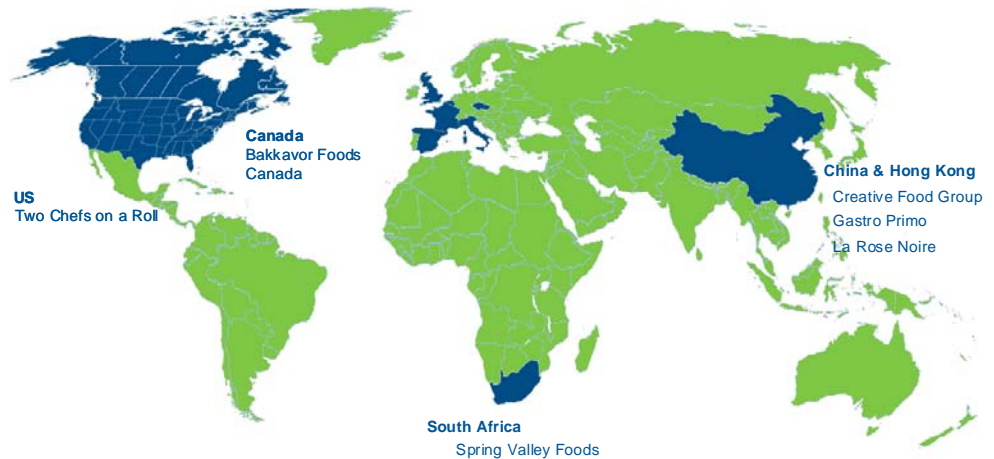 Canada
Bakkavor Foods
Canada
US
Two Chefs on a Roll
China & Hong Kong
Creative Food Group
Gastro Primo
La Rose Noire
South Africa
Spring Valley Foods